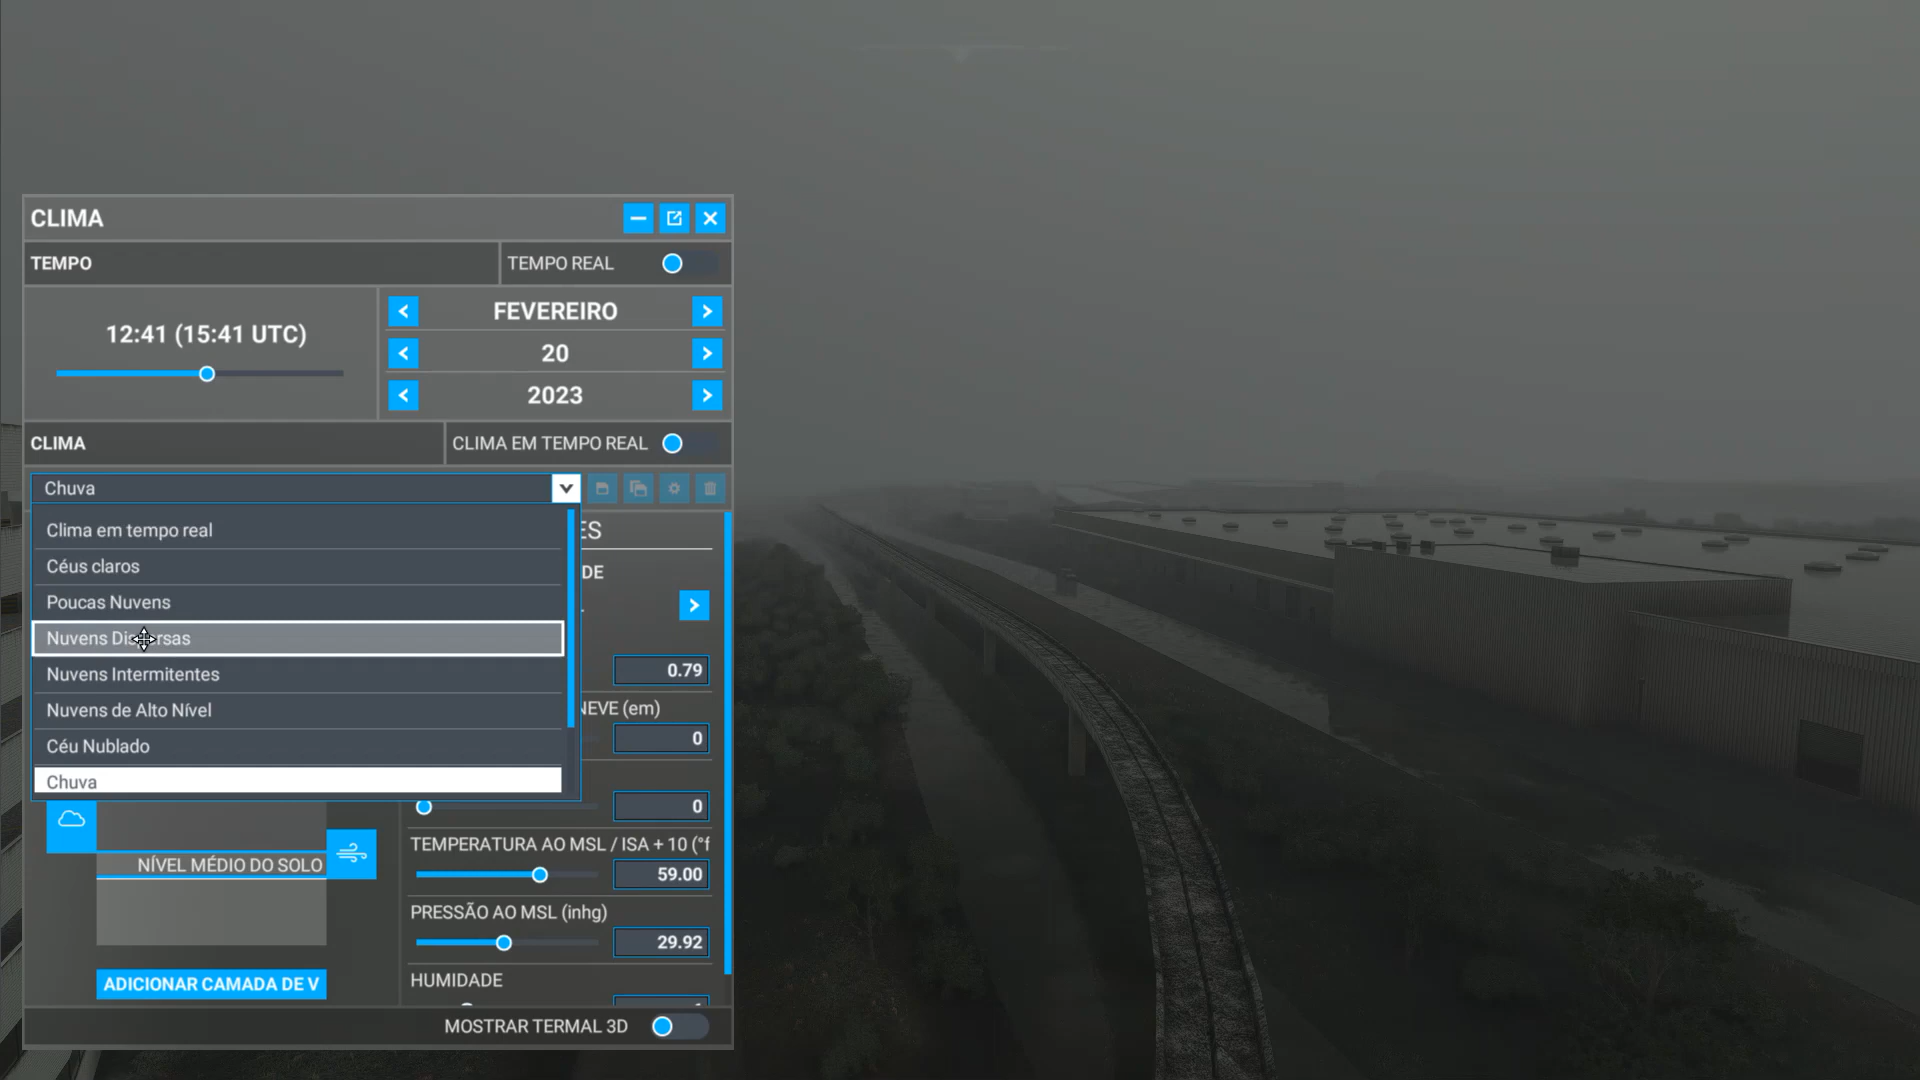 CLIMA
TEMPO
TEMPO REAL
12:41 (15:41 UTC)
FEVEREIRO
20
2023
CLIMA
CLIMA EM TEMPO REAL
Chuva
Clima em tempo real
Céus claros
Poucas Nuvens
Nuvens Dispersas
Nuvens Intermitentes
Nuvens de Alto Nível
Céu Nublado
Chuva
ES
DE
0.79
NEVE (em)
0
0
TEMPERATURA AO MSL / ISA + 10 (°f
59.00
NÍVEL MÉDIO DO SOLO
PRESSÃO AO MSL (inhg)
29.92
ADICIONAR CAMADA DE V
HUMIDADE
MOSTRAR TERMAL 3D